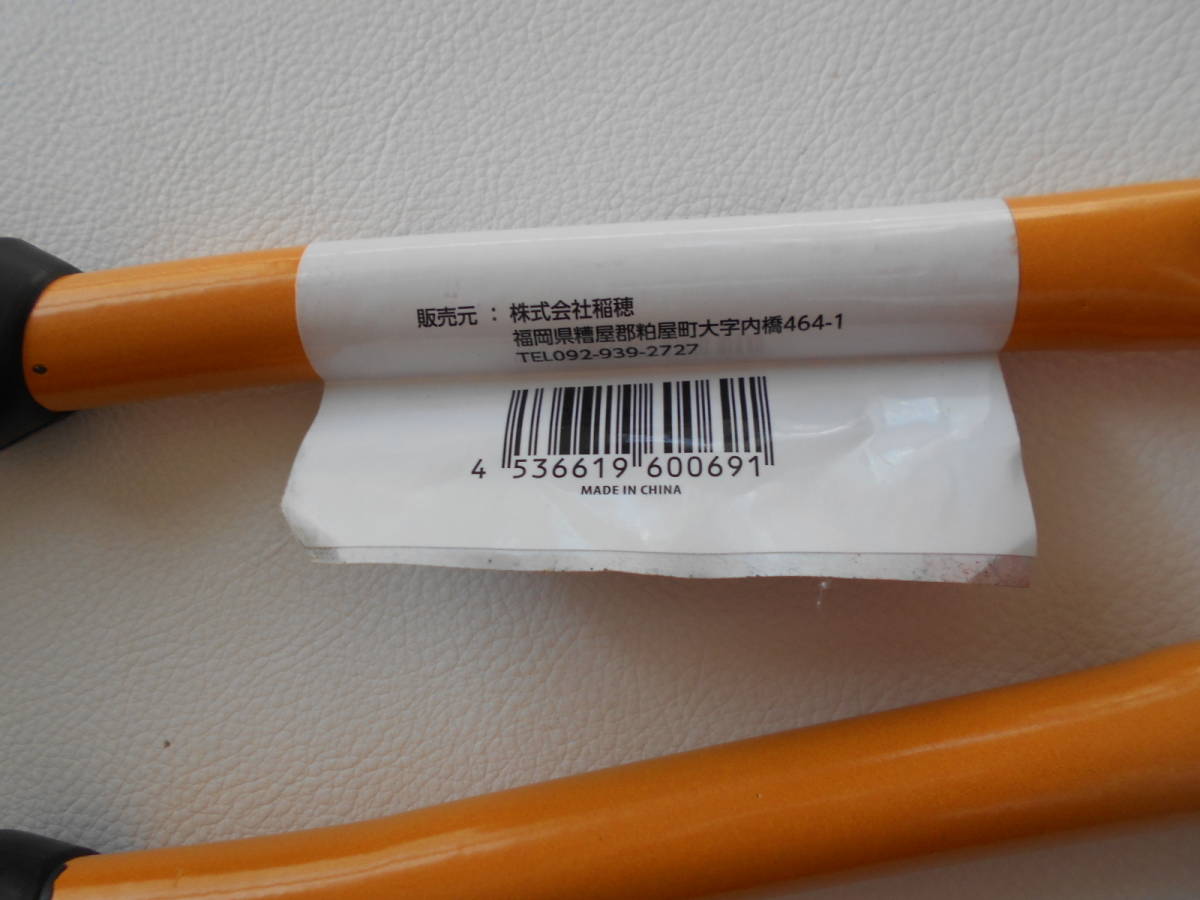 販売元 : 株式会社稲穂
福岡県糟屋郡粕屋町大字内橋464-1
TEL092-939-2727
4 536619 600691
MADE IN CHINA